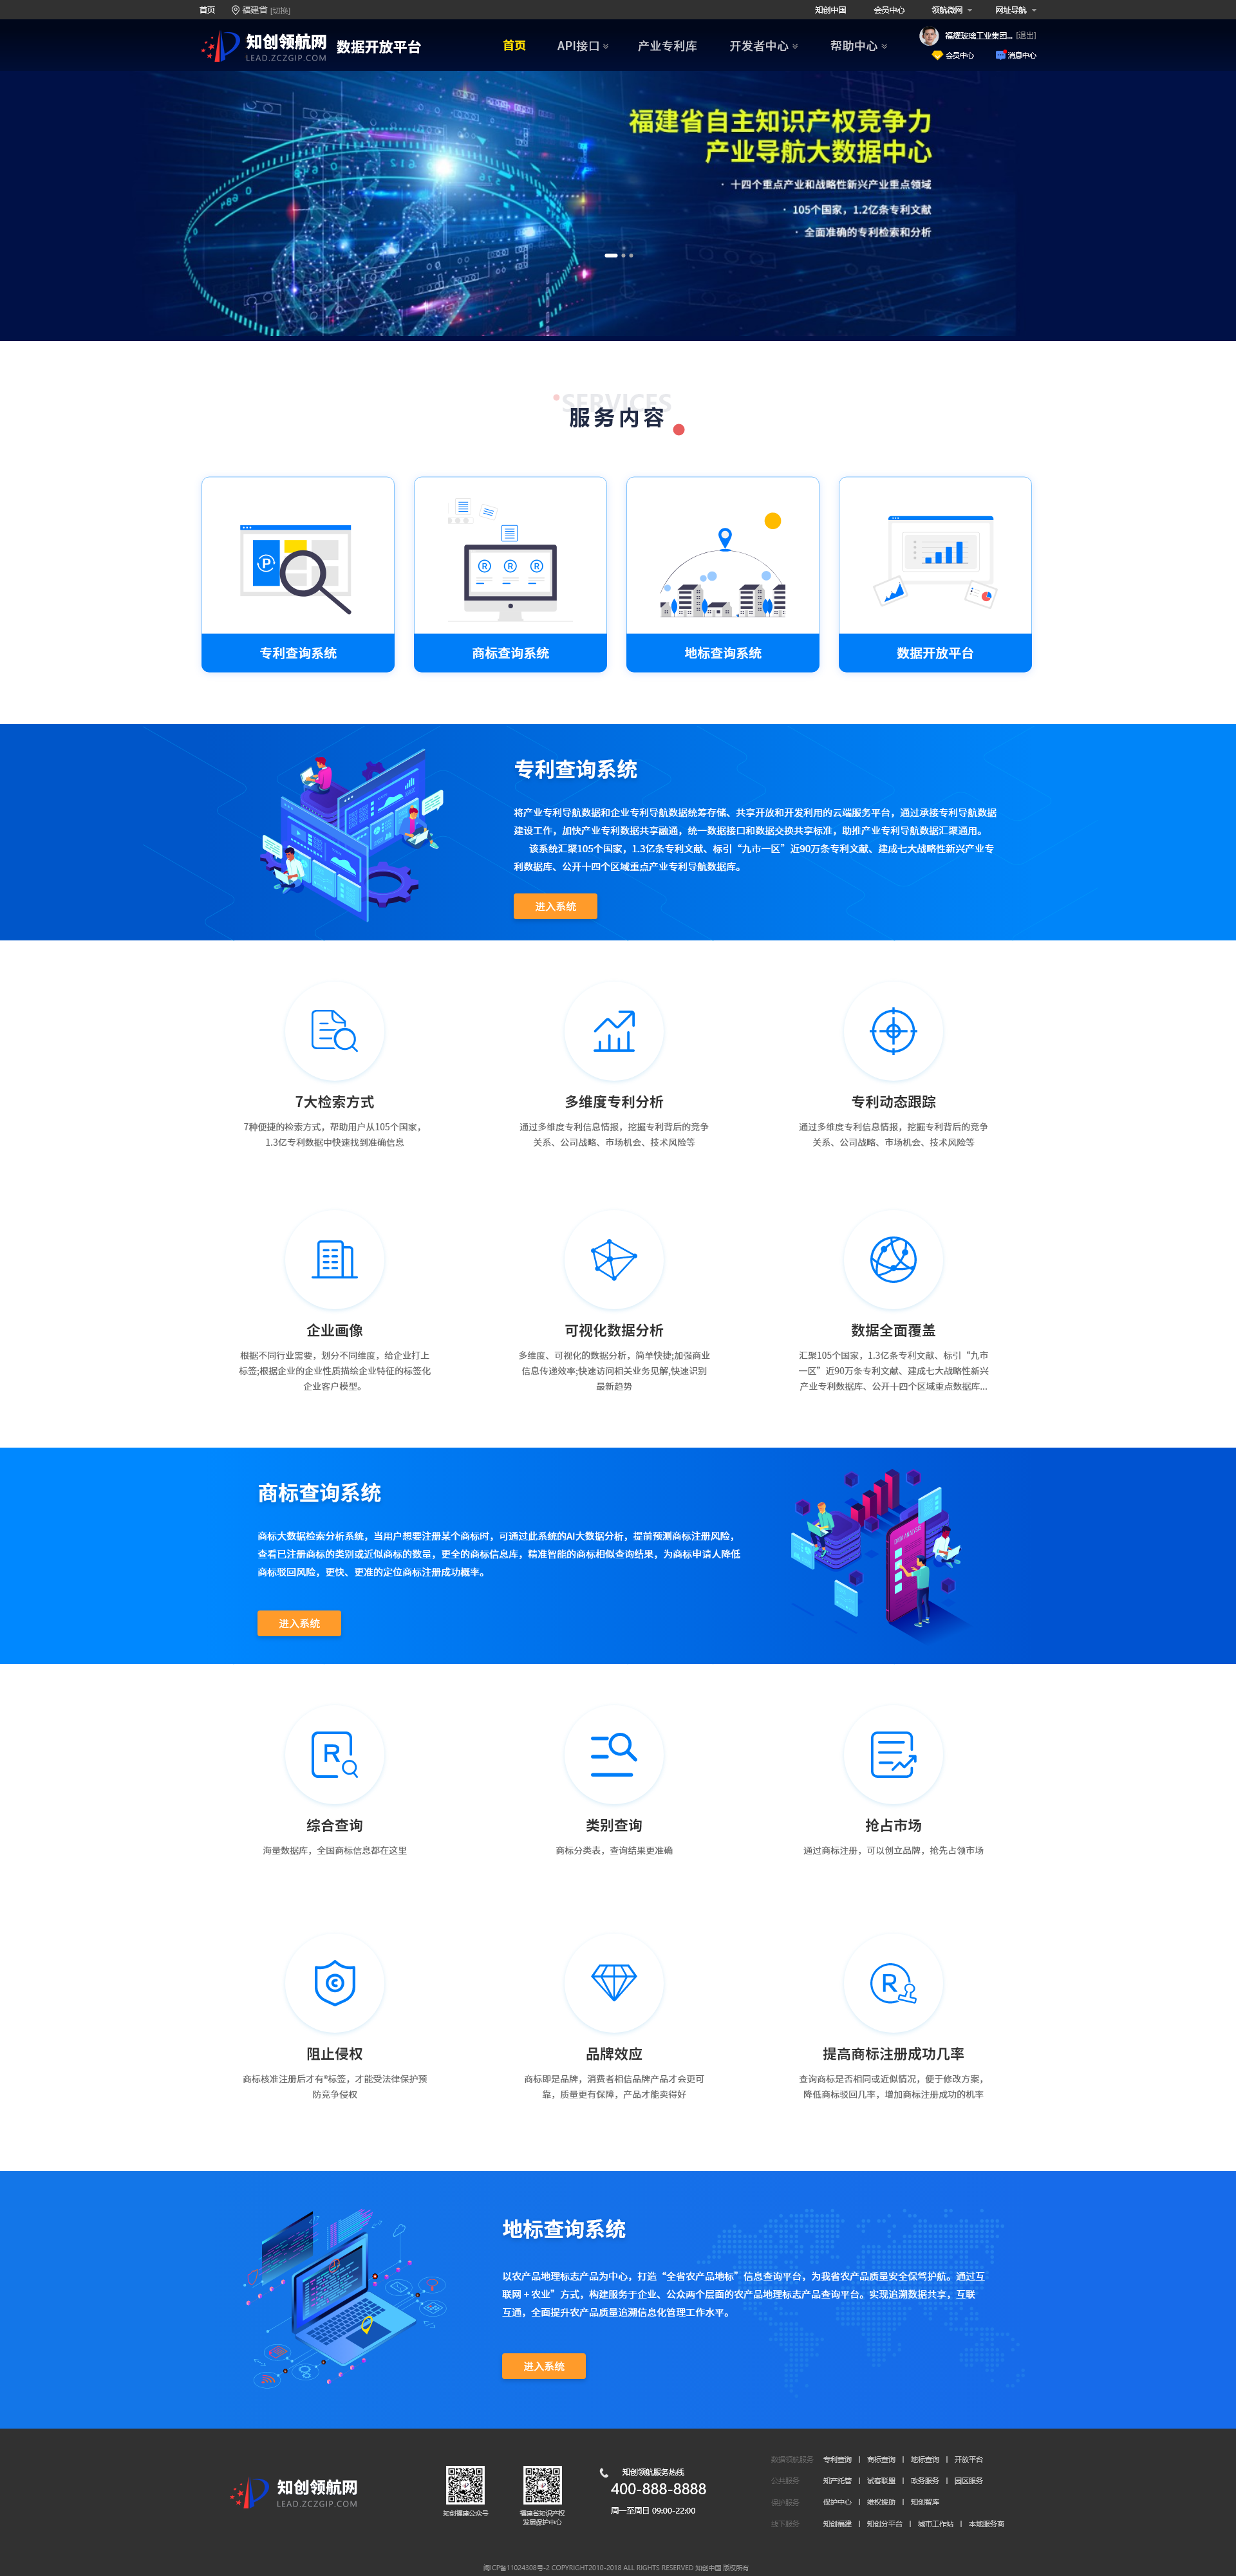 首页 福建省 [切换] 知创中国 会员中心 领航微网 网址导航
知创领航网 数据开放平台 首页 API接口 产业专利库 开发者中心 帮助中心 福耀玻璃工业集团... [退出]
LEAD.ZCZGIP.COM 会员中心 消息中心
福建省自主知识产权竞争力
产业导航大数据中心
· 十四个重点产业和战略性新兴产业重点领域
· 105个国家，1.2亿条专利文献
· 全面准确的专利检索和分析
SERVICES
服务内容
P R R R
专利查询系统 商标查询系统 地标查询系统 数据开放平台
专利查询系统
将产业专利导航数据和企业专利导航数据统筹存储、共享开放和开发利用的云端服务平台，通过承接专利导航数据
建设工作，加快产业专利数据共享融通，统一数据接口和数据交换共享标准，助推产业专利导航数据汇聚通用。
该系统汇聚105个国家，1.3亿条专利文献、标引“九市一区”近90万条专利文献、建成七大战略性新兴产业专
利数据库、公开十四个区域重点产业专利导航数据库。
进入系统
7大检索方式 多维度专利分析 专利动态跟踪
7种便捷的检索方式，帮助用户从105个国家， 通过多维度专利信息情报，挖掘专利背后的竞争 通过多维度专利信息情报，挖掘专利背后的竞争
1.3亿专利数据中快速找到准确信息 关系、公司战略、市场机会、技术风险等 关系、公司战略、市场机会、技术风险等
企业画像 可视化数据分析 数据全面覆盖
根据不同行业需要，划分不同维度，给企业打上 多维度、可视化的数据分析，简单快捷;加强商业 汇聚105个国家，1.3亿条专利文献、标引“九市
标签;根据企业的企业性质描绘企业特征的标签化 信息传递效率;快速访问相关业务见解,快速识别 一区”近90万条专利文献、建成七大战略性新兴
企业客户模型。 最新趋势 产业专利数据库、公开十四个区域重点数据库...
商标查询系统
商标大数据检索分析系统，当用户想要注册某个商标时，可通过此系统的AI大数据分析，提前预测商标注册风险，
查看已注册商标的类别或近似商标的数量，更全的商标信息库，精准智能的商标相似查询结果，为商标申请人降低
商标驳回风险，更快、更准的定位商标注册成功概率。
进入系统
DATA ANALYSIS
R
综合查询 类别查询 抢占市场
海量数据库，全国商标信息都在这里 商标分类表，查询结果更准确 通过商标注册，可以创立品牌，抢先占领市场
C R
阻止侵权 品牌效应 提高商标注册成功几率
商标核准注册后才有®标签，才能受法律保护预 商标即是品牌，消费者相信品牌产品才会更可 查询商标是否相同或近似情况，便于修改方案，
防竞争侵权 靠，质量更有保障，产品才能卖得好 降低商标驳回几率，增加商标注册成功的机率
地标查询系统
以农产品地理标志产品为中心，打造“全省农产品地标”信息查询平台，为我省农产品质量安全保驾护航。通过互
联网＋农业”方式，构建服务于企业、公众两个层面的农产品地理标志产品查询平台。实现追溯数据共享，互联
互通，全面提升农产品质量追溯信息化管理工作水平。
进入系统
知创领航网
LEAD.ZCZGIP.COM
知创福建公众号
福建省知识产权
发展保护中心
知创领航网服务热线
400-888-8888
周一至周日 09:00-22:00
数据领航服务 专利查询 | 商标查询 | 地标查询 | 开放平台
公共服务 知产托管 | 试客联盟 | 政务服务 | 园区服务
保护服务 保护中心 | 维权援助 | 知创智库
线下服务 知创福建 | 知创分平台 | 城市工作站 | 本地服务商
闽ICP备11024308号-2 COPYRIGHT2010-2018 ALL RIGHTS RESERVED 知创中国 版权所有